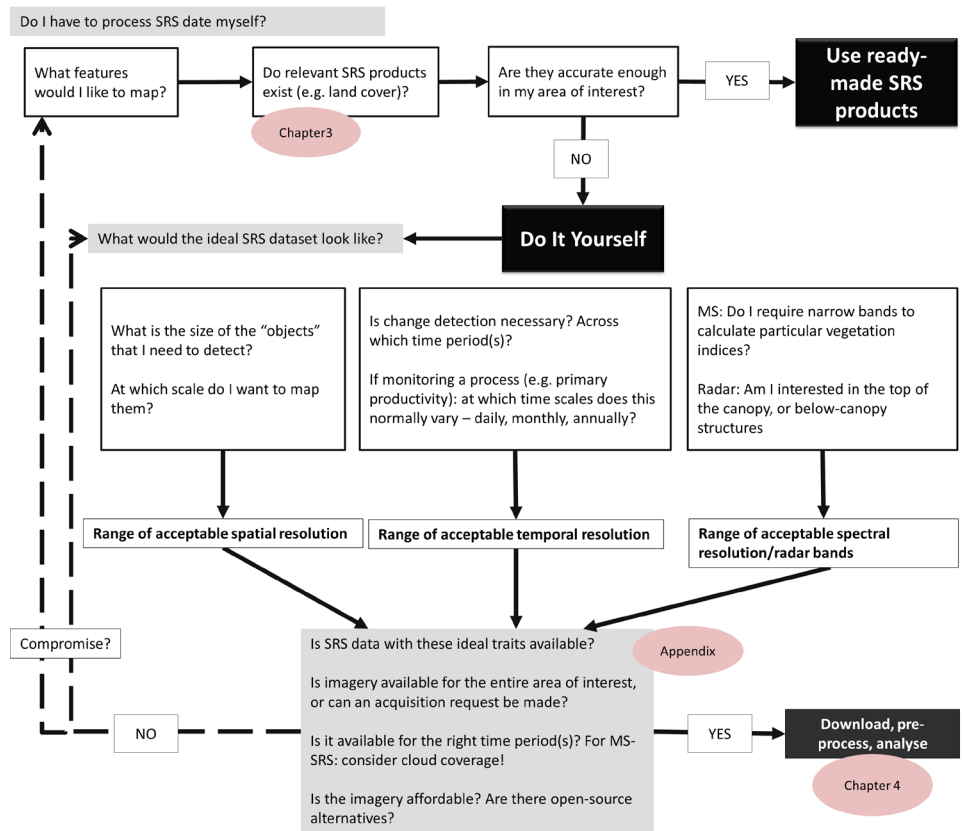 Do I have to process SRS date myself?
What features
would I like to map?
Do relevant SRS products
exist (e.g. land cover)?
Are they accurate enough
in my area of interest?
YES
Use ready-
made SRS
products
Chapter3
NO
What would the ideal SRS dataset look like?
Do It Yourself
What is the size of the “objects”
that I need to detect?
At which scale do I want to map
them?
Is change detection necessary? Across
which time period(s)?
If monitoring a process (e.g. primary
productivity): at which time scales does this
normally vary – daily, monthly, annually?
MS: Do I require narrow bands to
calculate particular vegetation
indices?
Radar: Am I interested in the top of
the canopy, or below-canopy
structures
Range of acceptable spatial resolution
Range of acceptable temporal resolution
Range of acceptable spectral
resolution/radar bands
Compromise?
Is SRS data with these ideal traits available?
Is imagery available for the entire area of interest,
or can an acquisition request be made?
Is it available for the right time period(s)? For MS-
SRS: consider cloud coverage!
Is the imagery affordable? Are there open-source
alternatives?
Appendix
NO
YES
Download, pre-
process, analyse
Chapter 4